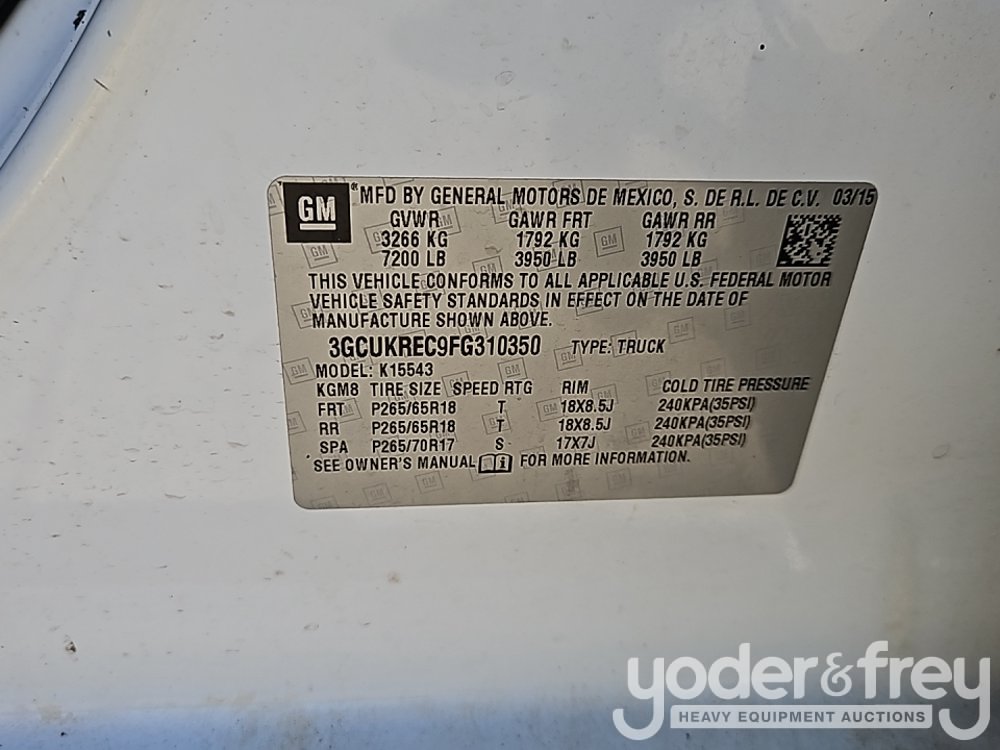 GM ® MFD BY GENERAL MOTORS DE MEXICO, S. DE R.L. DE C.V. 03/15
GVWR GAWR FRT GAWR RR
3266 KG 1792 KG 1792 KG
7200 LB 3950 LB 3950 LB
THIS VEHICLE CONFORMS TO ALL APPLICABLE U.S. FEDERAL MOTOR
VEHICLE SAFETY STANDARDS IN EFFECT ON THE DATE OF
MANUFACTURE SHOWN ABOVE.
3GCUKREC9FG310350 TYPE: TRUCK
MODEL: K15543
KGM8 TIRE SIZE SPEED RTG RIM COLD TIRE PRESSURE
FRT P265/65R18 T 18X8.5J 240KPA(35PSI)
RR P265/65R18 T 18X8.5J 240KPA(35PSI)
SPA P265/70R17 S 17X7J 240KPA(35PSI)
SEE OWNER'S MANUAL FOR MORE INFORMATION.
yoder&frey
HEAVY EQUIPMENT AUCTIONS